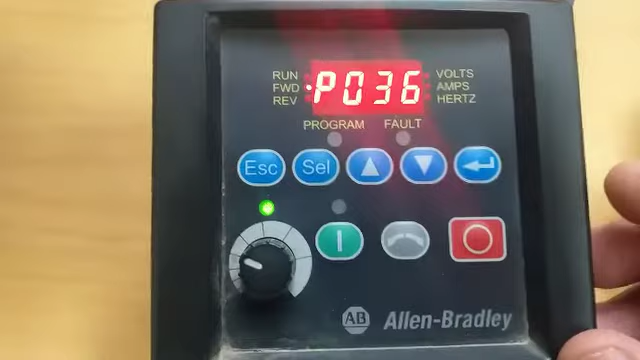 RUN
FWD
REV
P036
VOLTS
AMPS
HERTZ
PROGRAM FAULT
Esc Sel
AB Allen-Bradley